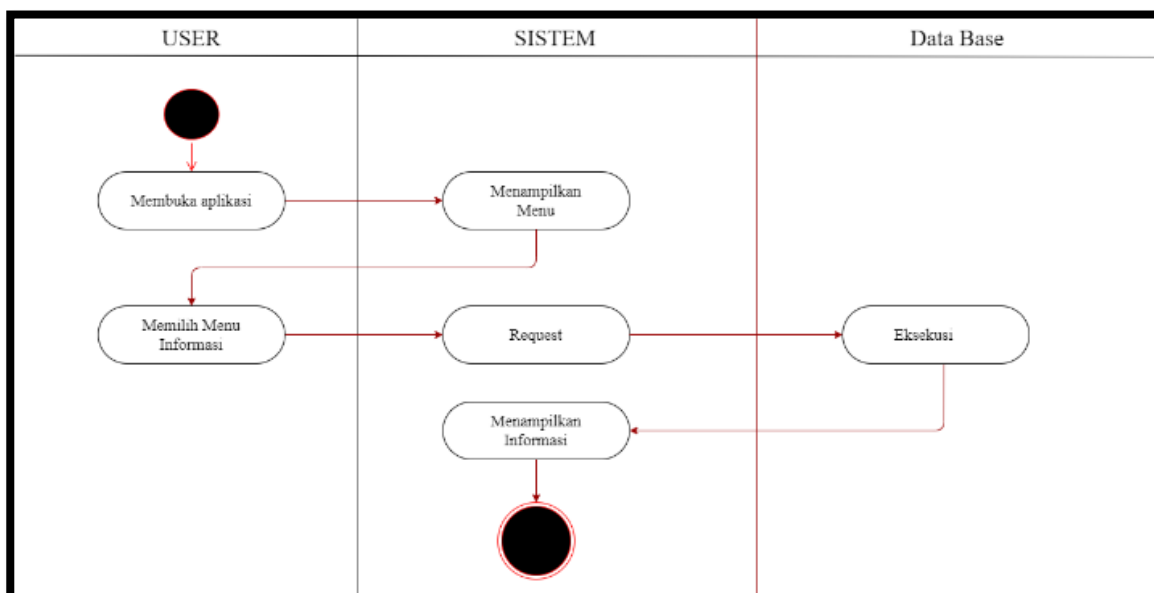 USER
SISTEM
Data Base
Membuka aplikasi
Menampilkan
Menu
Memilih Menu
Informasi
Request
Eksekusi
Menampilkan
Informasi